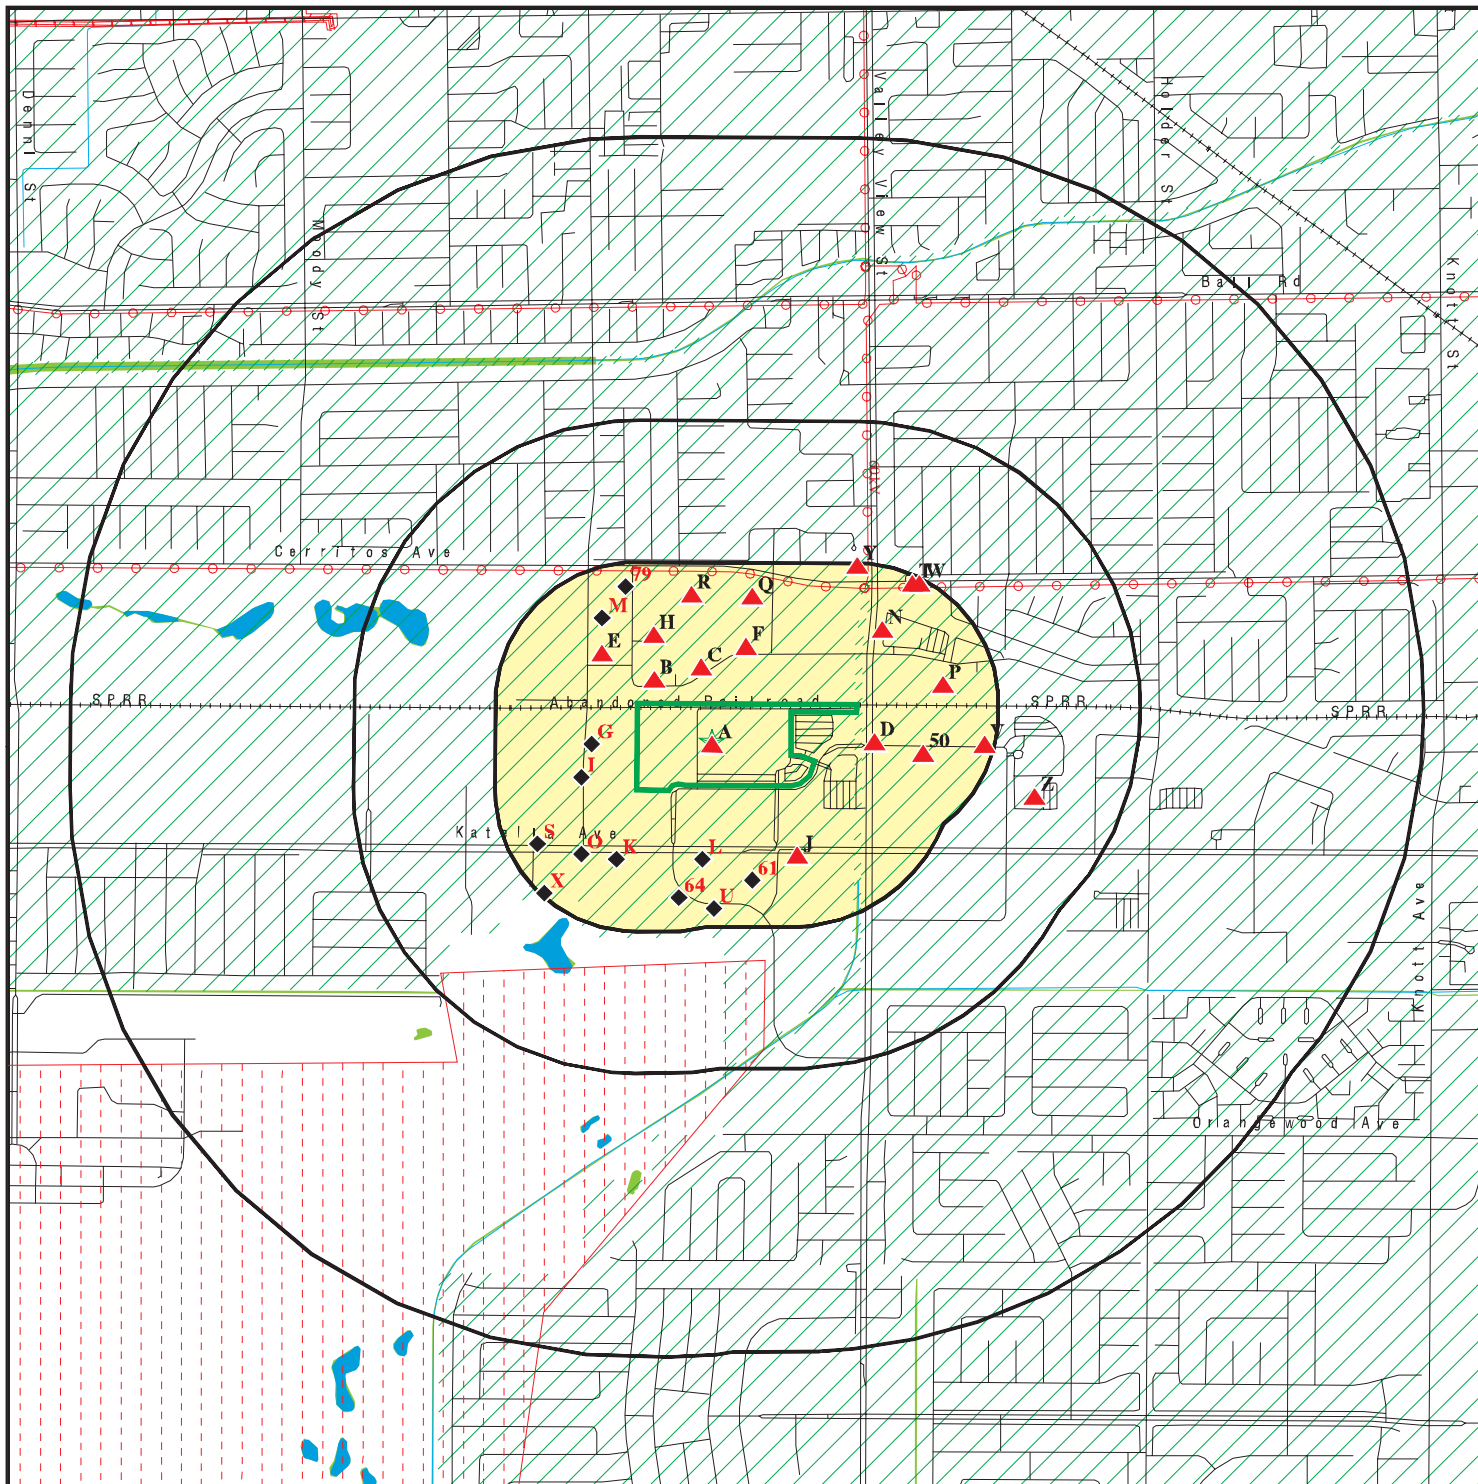 Denni St
Moody St
Valley View St
Holder St
Ball Rd
Knott St
Cerritos Ave
Y
79
R
Q
W
M
H
N
E
F
C
B
P
SPRR
Abandoned Railroad
SPRR
SPRR
G
A
D
50
V
I
Z
Katella Ave
S
O
K
L
J
61
X
64
U
Knott Ave
Orangewood Ave